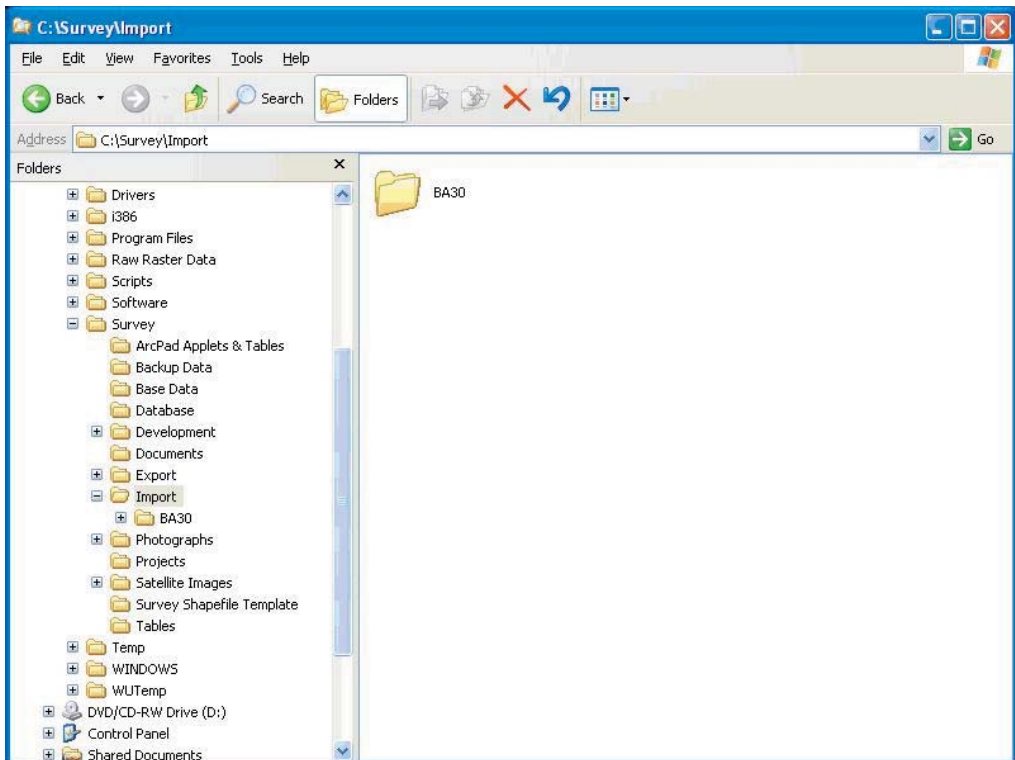 C:\Survey\Import
File Edit View Favorites Tools Help
Back Search Folders
Address C:\Survey\Import Go
Folders x
Drivers
i386
Program Files
Raw Raster Data
Scripts
Software
Survey
ArcPad Applets & Tables
Backup Data
Base Data
Database
Development
Documents
Export
Import
BA30
Photographs
Projects
Satellite Images
Survey Shapefile Template
Tables
Temp
WINDOWS
WUTemp
DVD/CD-RW Drive (D:)
Control Panel
Shared Documents
BA30